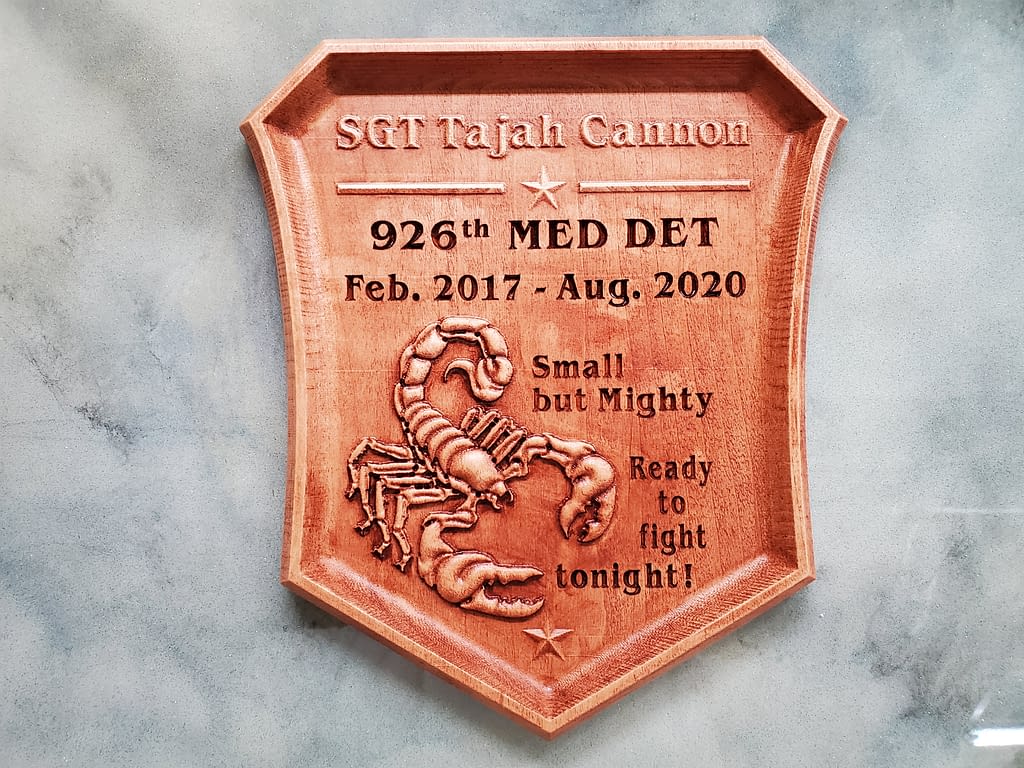 SGT Tajah Cannon
926th MED DET
Feb. 2017 - Aug. 2020
Small
but Mighty
Ready
to
fight
tonight!